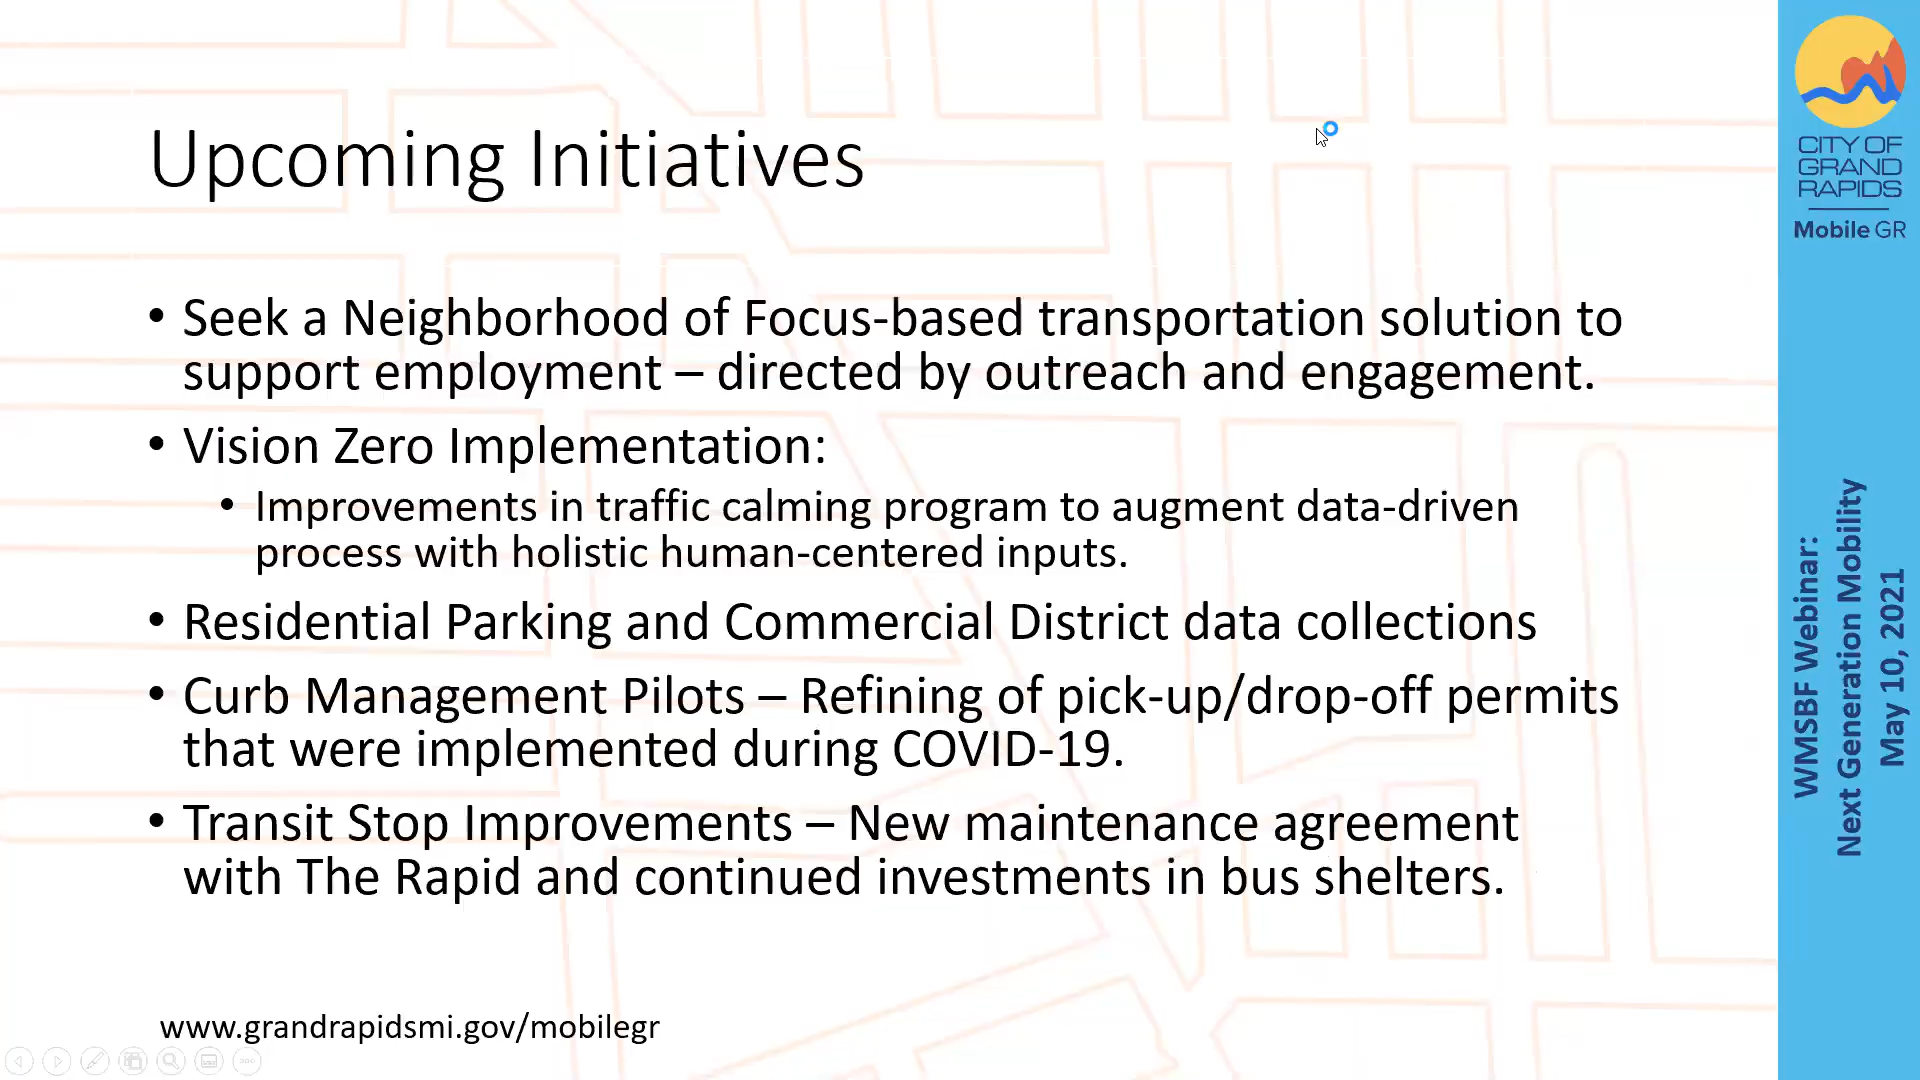 Upcoming Initiatives
• Seek a Neighborhood of Focus-based transportation solution to
support employment – directed by outreach and engagement.
• Vision Zero Implementation:
• Improvements in traffic calming program to augment data-driven
process with holistic human-centered inputs.
• Residential Parking and Commercial District data collections
• Curb Management Pilots – Refining of pick-up/drop-off permits
that were implemented during COVID-19.
• Transit Stop Improvements – New maintenance agreement
with The Rapid and continued investments in bus shelters.
www.grandrapidsmi.gov/mobilegr
CITY OF
GRAND
RAPIDS
Mobile GR
WMSBF Webinar:
Next Generation Mobility
May 10, 2021